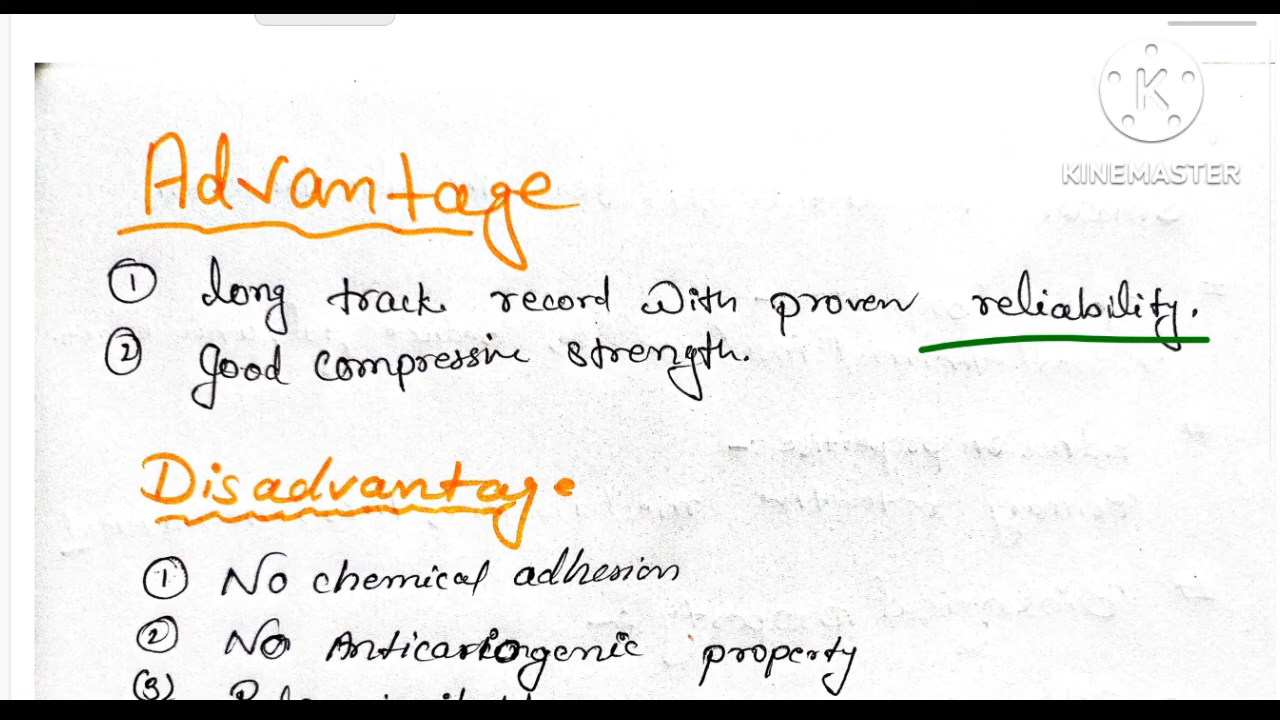 KINEMASTER
Advantage
① Long track record with proven reliability.
② Good compressive strength.
Disadvantage
① No chemical adhesion
② No Anticariogenic property
(3)